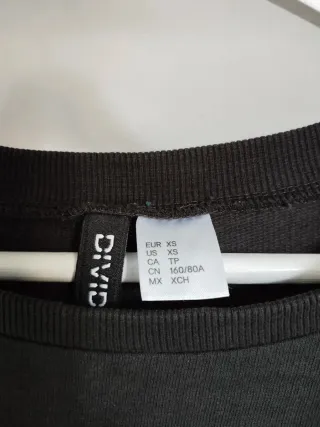 DIVID
EUR XS
US XS
CA TP
CN 160/80A
MX XCH